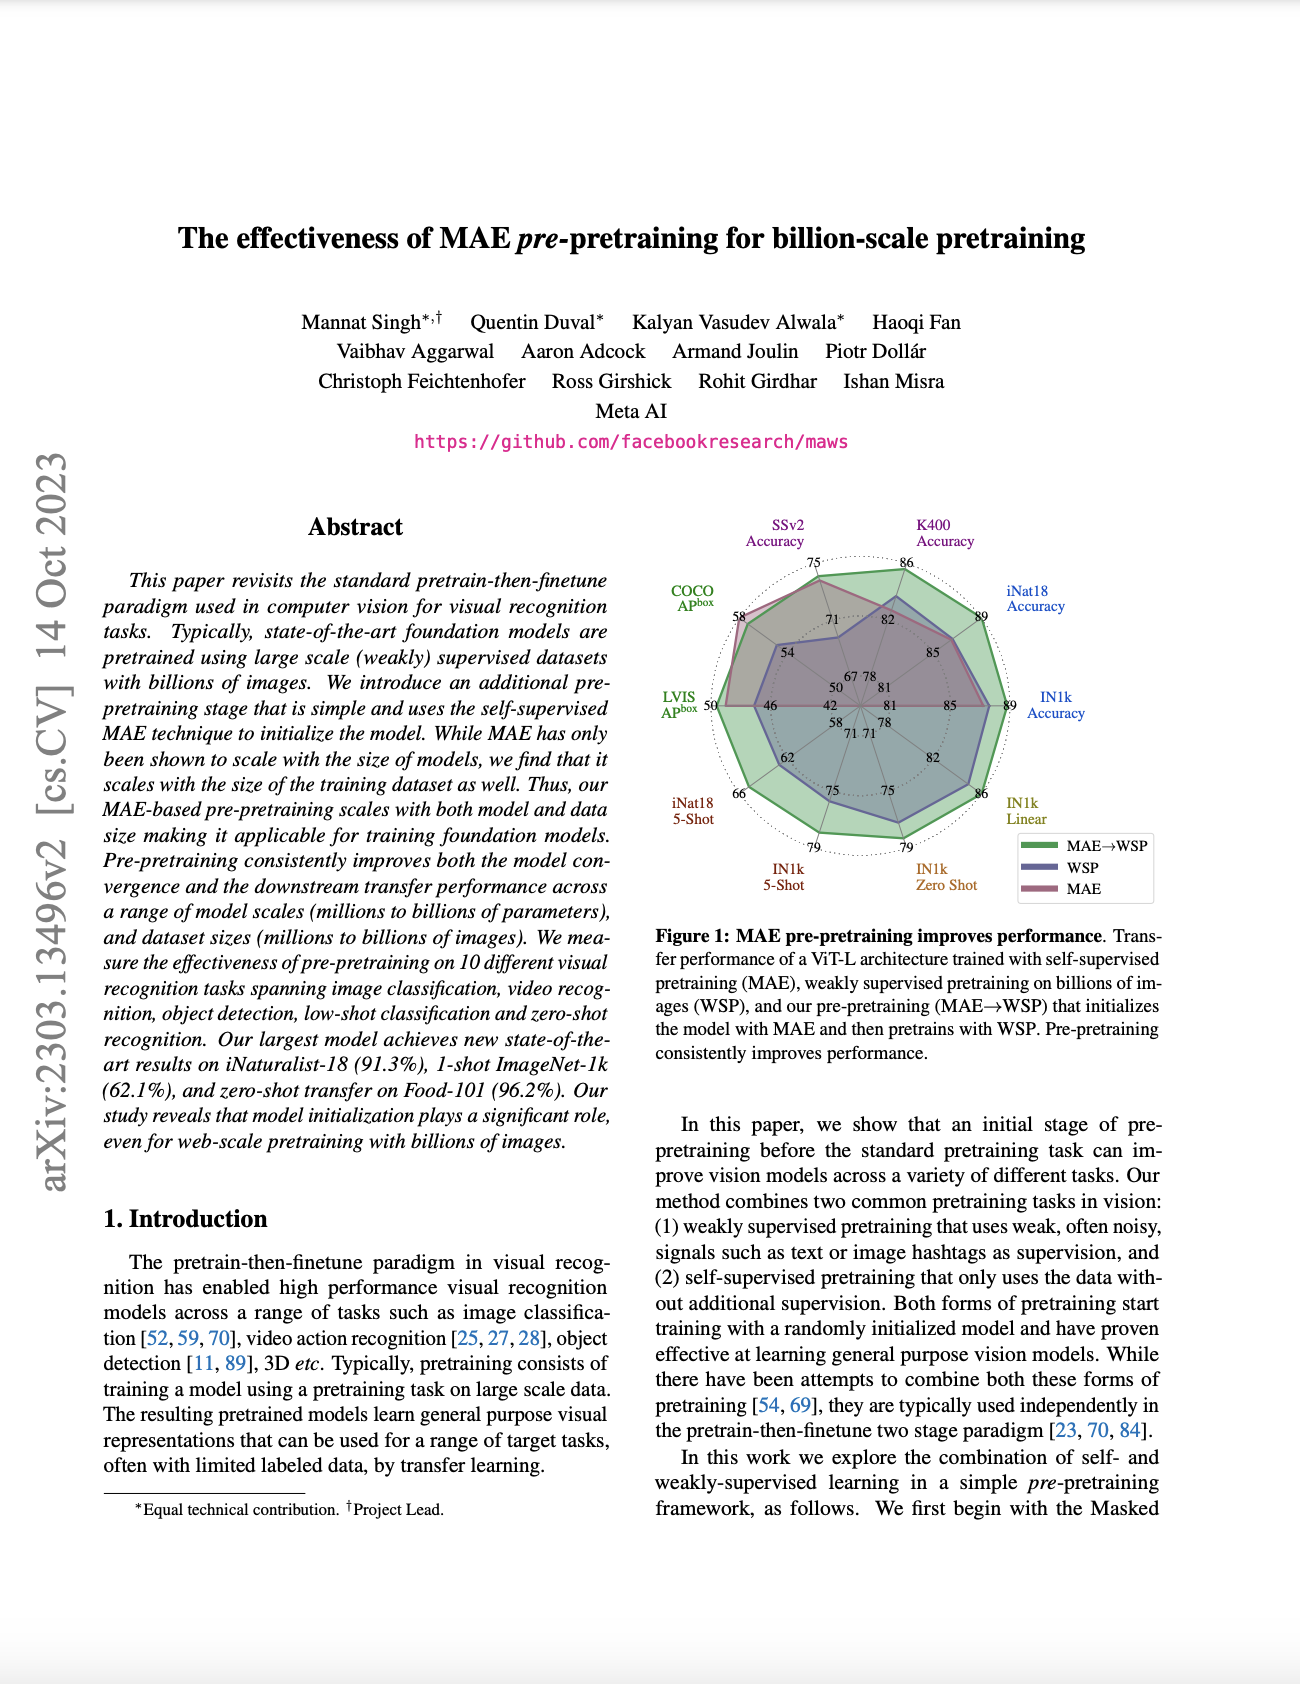 The effectiveness of MAE pre-pretraining for billion-scale pretraining
Mannat Singh*,† Quentin Duval* Kalyan Vasudev Alwala* Haoqi Fan
Vaibhav Aggarwal Aaron Adcock Armand Joulin Piotr Dollár
Christoph Feichtenhofer Ross Girshick Rohit Girdhar Ishan Misra
Meta AI
https://github.com/facebookresearch/maws
arXiv:2303.13496v2 [cs.CV] 14 Oct 2023
Abstract
This paper revisits the standard pretrain-then-finetune
paradigm used in computer vision for visual recognition
tasks. Typically, state-of-the-art foundation models are
pretrained using large scale (weakly) supervised datasets
with billions of images. We introduce an additional pre-
pretraining stage that is simple and uses the self-supervised
MAE technique to initialize the model. While MAE has only
been shown to scale with the size of models, we find that it
scales with the size of the training dataset as well. Thus, our
MAE-based pre-pretraining scales with both model and data
size making it applicable for training foundation models.
Pre-pretraining consistently improves both the model con-
vergence and the downstream transfer performance across
a range of model scales (millions to billions of parameters),
and dataset sizes (millions to billions of images). We mea-
sure the effectiveness of pre-pretraining on 10 different visual
recognition tasks spanning image classification, video recog-
nition, object detection, low-shot classification and zero-shot
recognition. Our largest model achieves new state-of-the-
art results on iNaturalist-18 (91.3%), 1-shot ImageNet-1k
(62.1%), and zero-shot transfer on Food-101 (96.2%). Our
study reveals that model initialization plays a significant role,
even for web-scale pretraining with billions of images.
1. Introduction
The pretrain-then-finetune paradigm in visual recog-
nition has enabled high performance visual recognition
models across a range of tasks such as image classifica-
tion [52, 59, 70], video action recognition [25, 27, 28], object
detection [11, 89], 3D etc. Typically, pretraining consists of
training a model using a pretraining task on large scale data.
The resulting pretrained models learn general purpose visual
representations that can be used for a range of target tasks,
often with limited labeled data, by transfer learning.
*Equal technical contribution. †Project Lead.
SSv2 K400
Accuracy Accuracy
75 86
COCO iNat18
APbox Accuracy
58 89
71 82
54 85
67 78
50 81
LVIS IN1k
APbox Accuracy
50 46 42 81 85 89
58 78
71 71
62 82
75 75
66 86
iNat18 IN1k
5-Shot Linear
79 79
IN1k IN1k
5-Shot Zero Shot
MAE→WSP
WSP
MAE
Figure 1: MAE pre-pretraining improves performance. Trans-
fer performance of a ViT-L architecture trained with self-supervised
pretraining (MAE), weakly supervised pretraining on billions of im-
ages (WSP), and our pre-pretraining (MAE→WSP) that initializes
the model with MAE and then pretrains with WSP. Pre-pretraining
consistently improves performance.
In this paper, we show that an initial stage of pre-
pretraining before the standard pretraining task can im-
prove vision models across a variety of different tasks. Our
method combines two common pretraining tasks in vision:
(1) weakly supervised pretraining that uses weak, often noisy,
signals such as text or image hashtags as supervision, and
(2) self-supervised pretraining that only uses the data with-
out additional supervision. Both forms of pretraining start
training with a randomly initialized model and have proven
effective at learning general purpose vision models. While
there have been attempts to combine both these forms of
pretraining [54, 69], they are typically used independently in
the pretrain-then-finetune two stage paradigm [23, 70, 84].
In this work we explore the combination of self- and
weakly-supervised learning in a simple pre-pretraining
framework, as follows. We first begin with the Masked